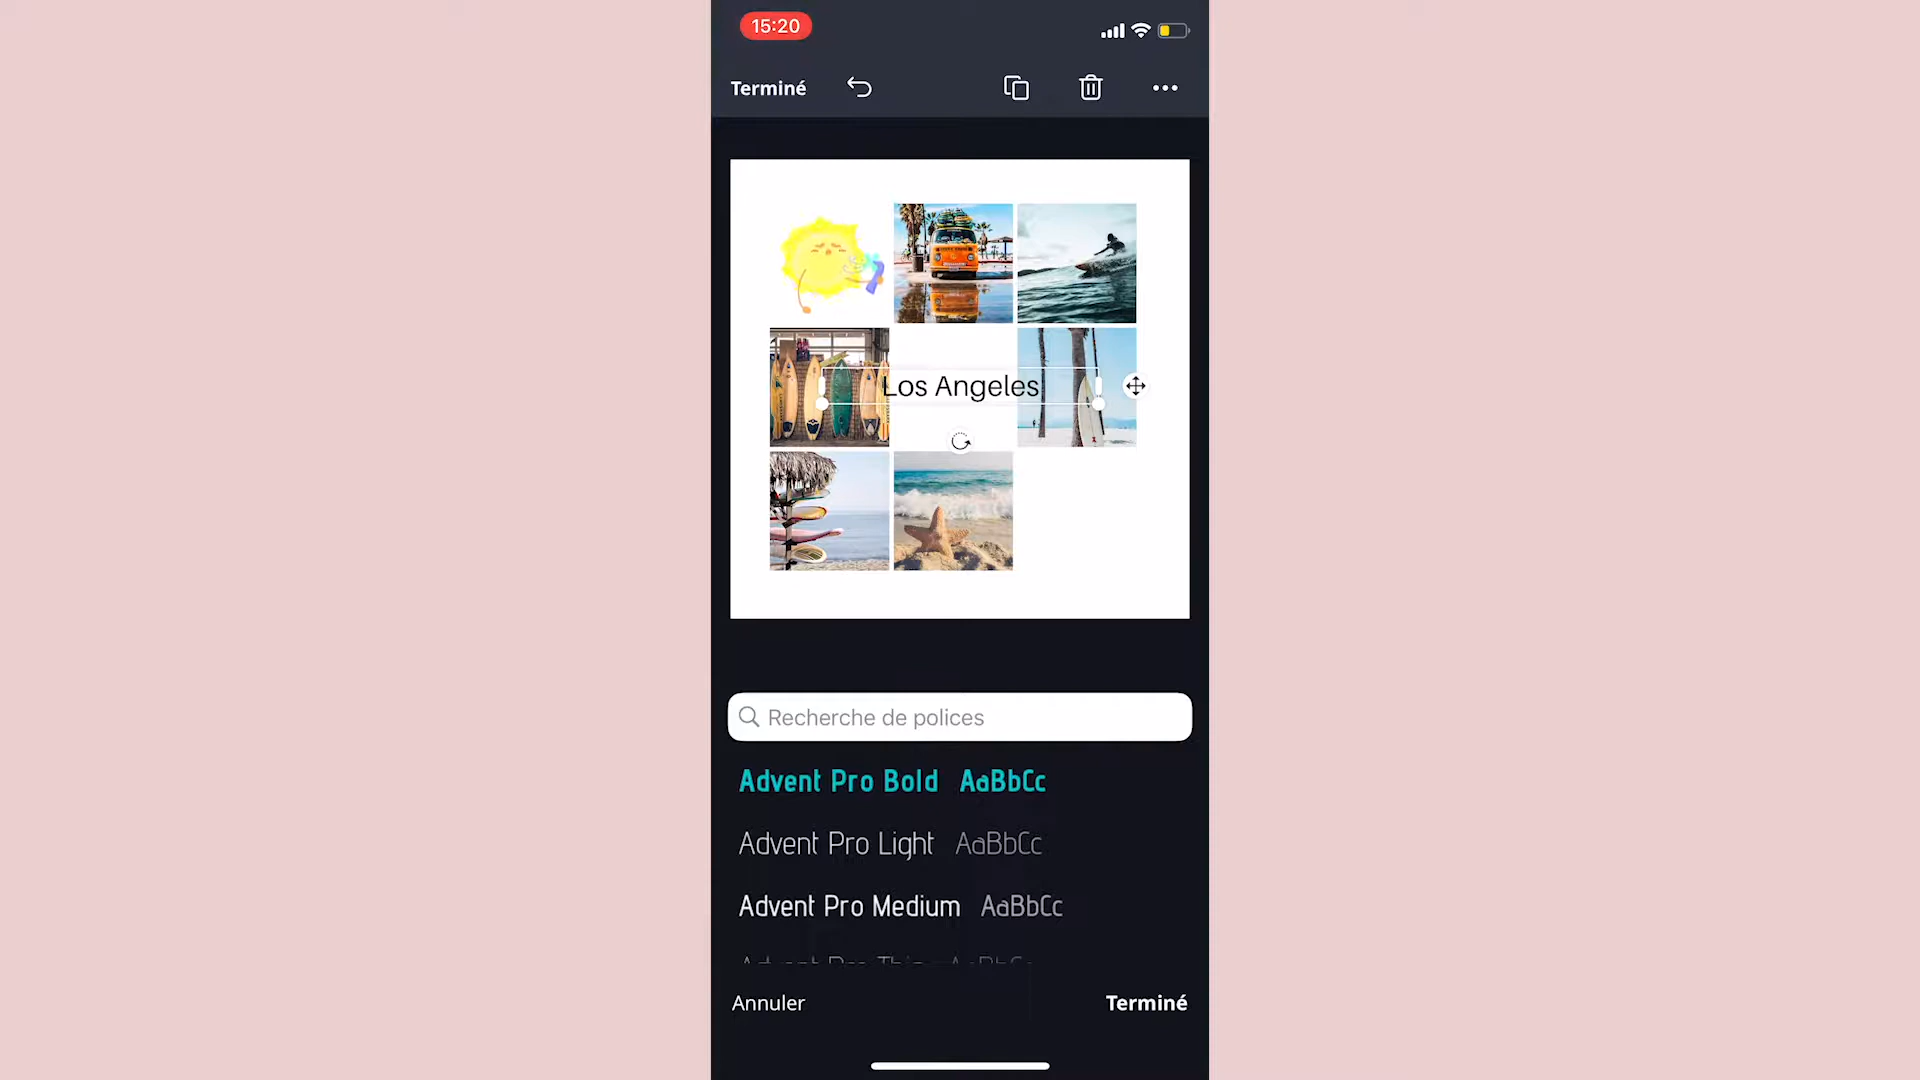 15:20
Terminé
Los Angeles
Recherche de polices
Advent Pro Bold AaBbCc
Advent Pro Light AaBbCc
Advent Pro Medium AaBbCc
Annuler
Terminé